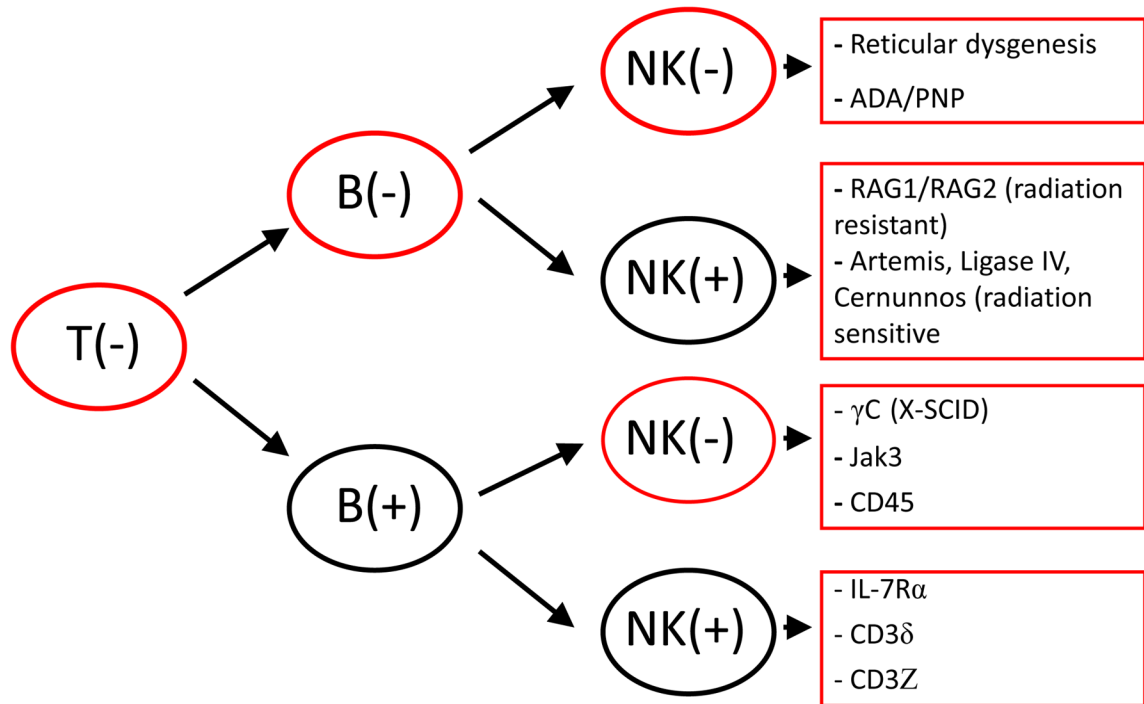 T(-)
B(-)
B(+)
NK(-)
NK(+)
NK(-)
NK(+)
- Reticular dysgenesis
- ADA/PNP
- RAG1/RAG2 (radiation
resistant)
- Artemis, Ligase IV,
Cernunnos (radiation
sensitive
- γC (X-SCID)
- Jak3
- CD45
- IL-7Rα
- CD3δ
- CD3Z